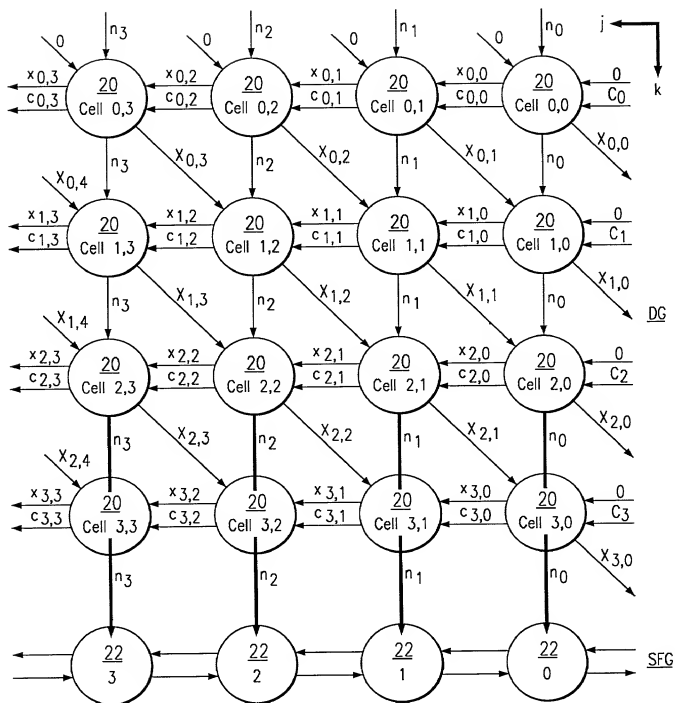 0 n3 0 n2 0 n1 0 n0 j
k
x0,3 x0,2 x0,1 x0,0 0
20 20 20 20
c0,3 c0,2 c0,1 c0,0 C0
Cell 0,3 Cell 0,2 Cell 0,1 Cell 0,0
X0,3 X0,2 X0,1 X0,0
n3 n2 n1 n0
X0,4
x1,3 x1,2 x1,1 x1,0 0
20 20 20 20
c1,3 c1,2 c1,1 c1,0 C1
Cell 1,3 Cell 1,2 Cell 1,1 Cell 1,0
X1,3 X1,2 X1,1 X1,0
n3 n2 n1 n0
DG
X1,4
x2,3 x2,2 x2,1 x2,0 0
20 20 20 20
c2,3 c2,2 c2,1 c2,0 C2
Cell 2,3 Cell 2,2 Cell 2,1 Cell 2,0
X2,3 X2,2 X2,1 X2,0
n3 n2 n1 n0
X2,4
x3,3 x3,2 x3,1 x3,0 0
20 20 20 20
c3,3 c3,2 c3,1 c3,0 C3
Cell 3,3 Cell 3,2 Cell 3,1 Cell 3,0
X3,0
n3 n2 n1 n0
22 22 22 22
SFG
3 2 1 0